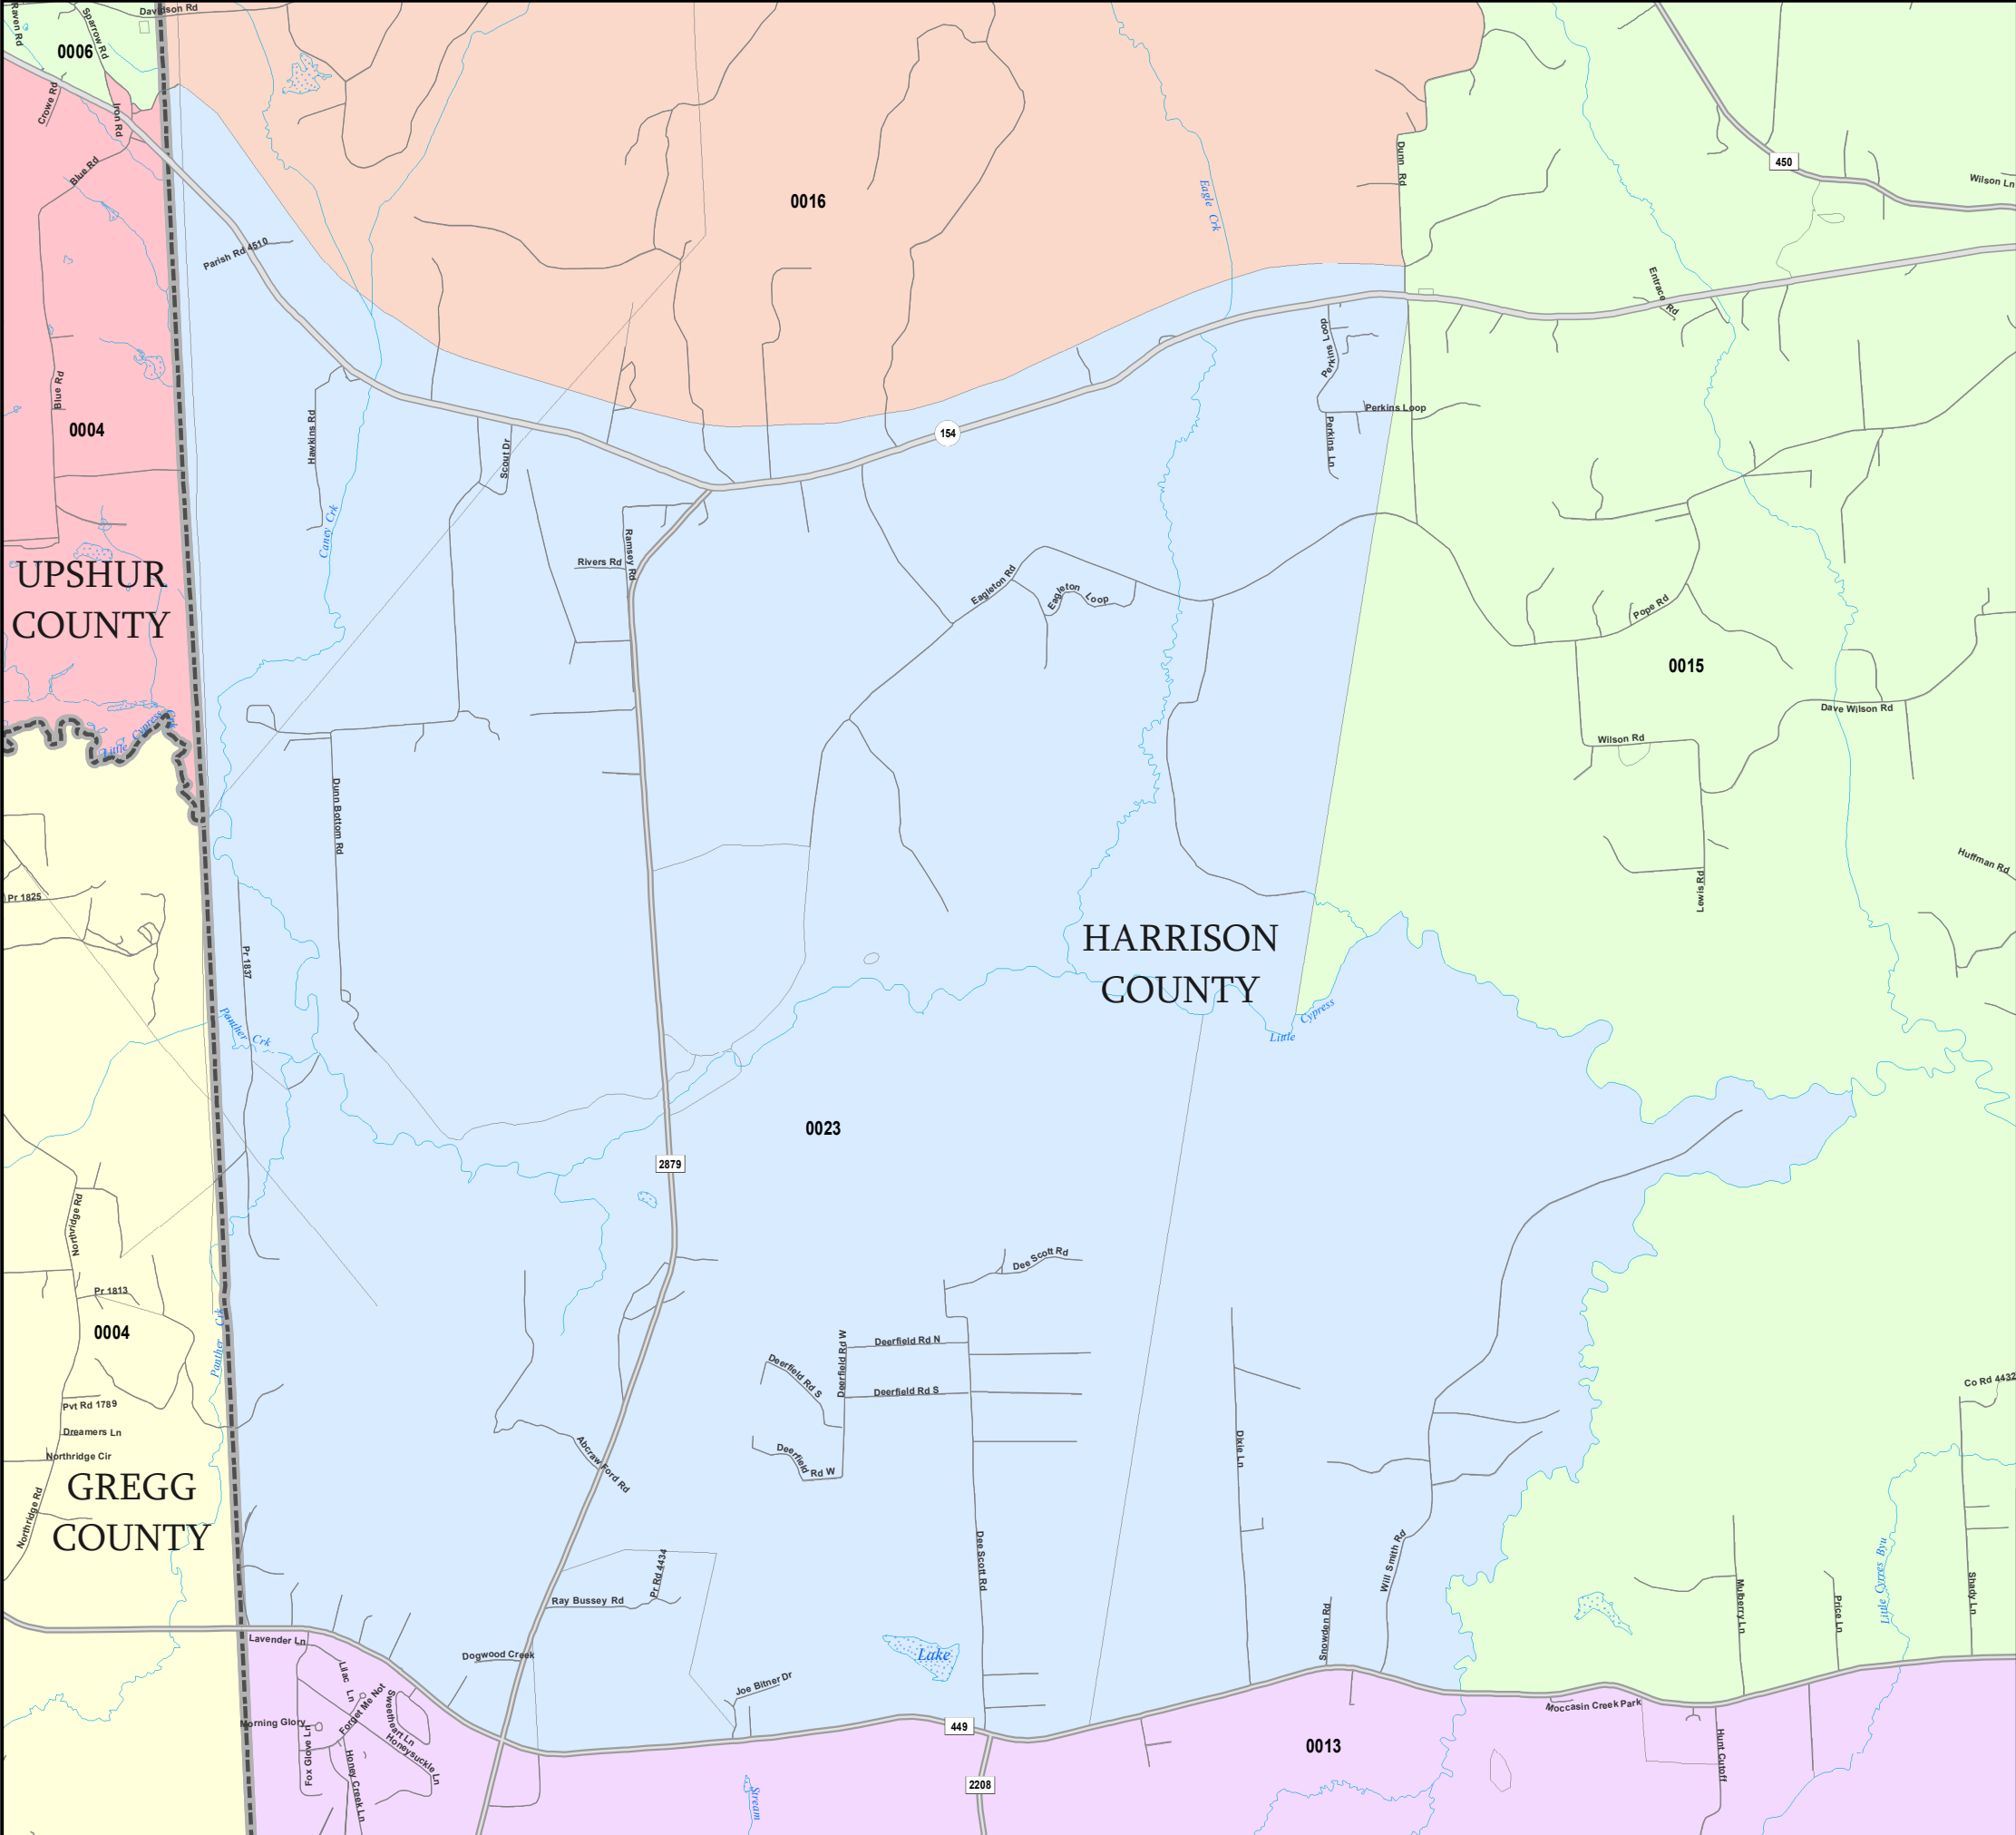 Davidson Rd
Raven Rd
Sparrow Rd
0006
Crowe Rd
Iron Rd
Blue Rd
0016
Dunn Rd
450
Wilson Ln
Eagle Crk
Parish Rd 4510
Entrace Rd
Perkins Loop
Blue Rd
0004
Hawkins Rd
Scout Dr
154
Perkins Loop
Perkins Ln
Caney Crk
Ramsey Rd
Rivers Rd
UPSHUR
COUNTY
Eagleton Rd
Eagleton Loop
Pope Rd
0015
Little Cypress Crk
Dave Wilson Rd
Wilson Rd
Dunn Bottom Rd
Huffman Rd
Lewis Rd
Pr 1825
HARRISON
COUNTY
Pr 1837
Panther Crk
Little Cypress
0023
2879
Northridge Rd
Dee Scott Rd
Pr 1813
0004
Panther Crk
Deerfield Rd N
Deerfield Rd W
Deerfield Rd S
Deerfield Rd S
Co Rd 4432
Pvt Rd 1789
Dreamers Ln
Northridge Cir
Abcraw Ford Rd
Deerfield Rd W
Dixie Ln
GREGG
COUNTY
Northridge Rd
Dee Scott Rd
Will Smith Rd
Little Cyrres Byu
Pr Rd 4434
Ray Bussey Rd
Snowden Rd
Mulberry Ln
Price Ln
Shady Ln
Lavender Ln
Dogwood Creek
Lake
Lilac Ln
Joe Bitner Dr
Forget Me Not
Sweetheart Ln
Morning Glory
Moccasin Creek Park
449
0013
Fox Glove Ln
Honeysuckle Ln
Honey Creek Ln
Hunt Cutoff
2208
Stream